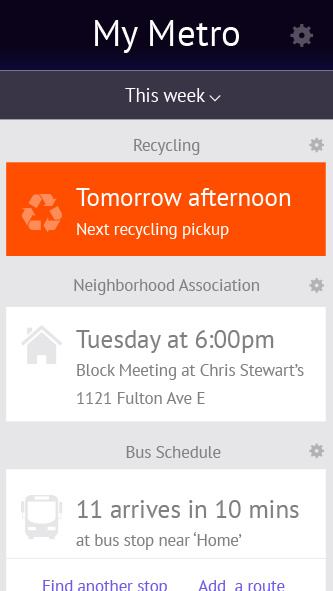 My Metro
This week
Recycling
Tomorrow afternoon
Next recycling pickup
Neighborhood Association
Tuesday at 6:00pm
Block Meeting at Chris Stewart’s
1121 Fulton Ave E
Bus Schedule
11 arrives in 10 mins
at bus stop near ‘Home’
Find another stop Add a route